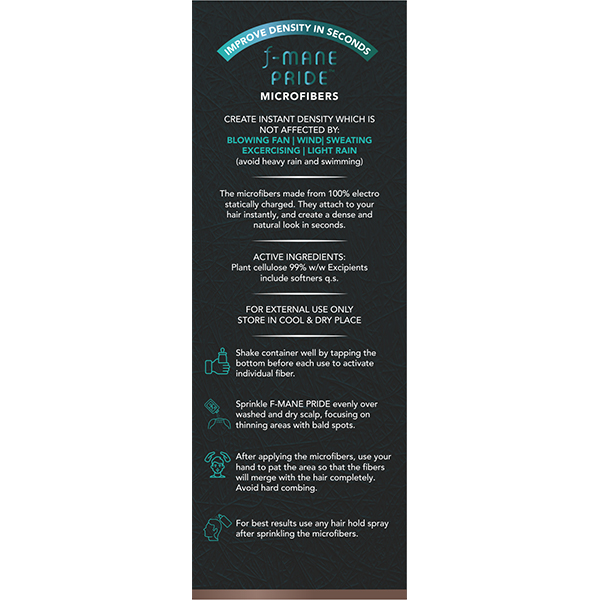 IMPROVE DENSITY IN SECONDS
f-MANE
PRIDE™
MICROFIBERS
CREATE INSTANT DENSITY WHICH IS
NOT AFFECTED BY:
BLOWING FAN | WIND| SWEATING
EXCERCISING | LIGHT RAIN
(avoid heavy rain and swimming)
The microfibers made from 100% electro
statically charged. They attach to your
hair instantly, and create a dense and
natural look in seconds.
ACTIVE INGREDIENTS:
Plant cellulose 99% w/w Excipients
include softners q.s.
FOR EXTERNAL USE ONLY
STORE IN COOL & DRY PLACE
Shake container well by tapping the
bottom before each use to activate
individual fiber.
Sprinkle F-MANE PRIDE evenly over
washed and dry scalp, focusing on
thinning areas with bald spots.
After applying the microfibers, use your
hand to pat the area so that the fibers
will merge with the hair completely.
Avoid hard combing.
For best results use any hair hold spray
after sprinkling the microfibers.